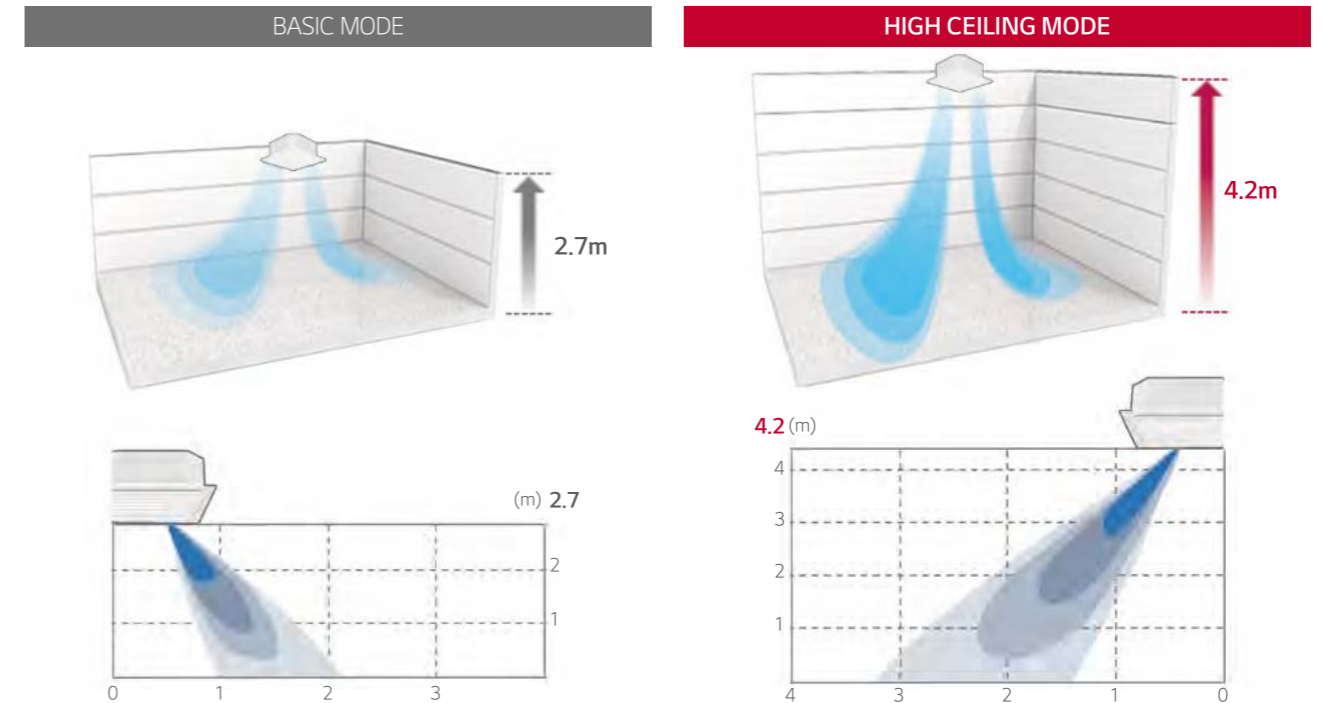 BASIC MODE
HIGH CEILING MODE
2.7m
4.2m
4.2 (m)
(m) 2.7
2
1
0 1 2 3
4
3
2
1
4 3 2 1 0